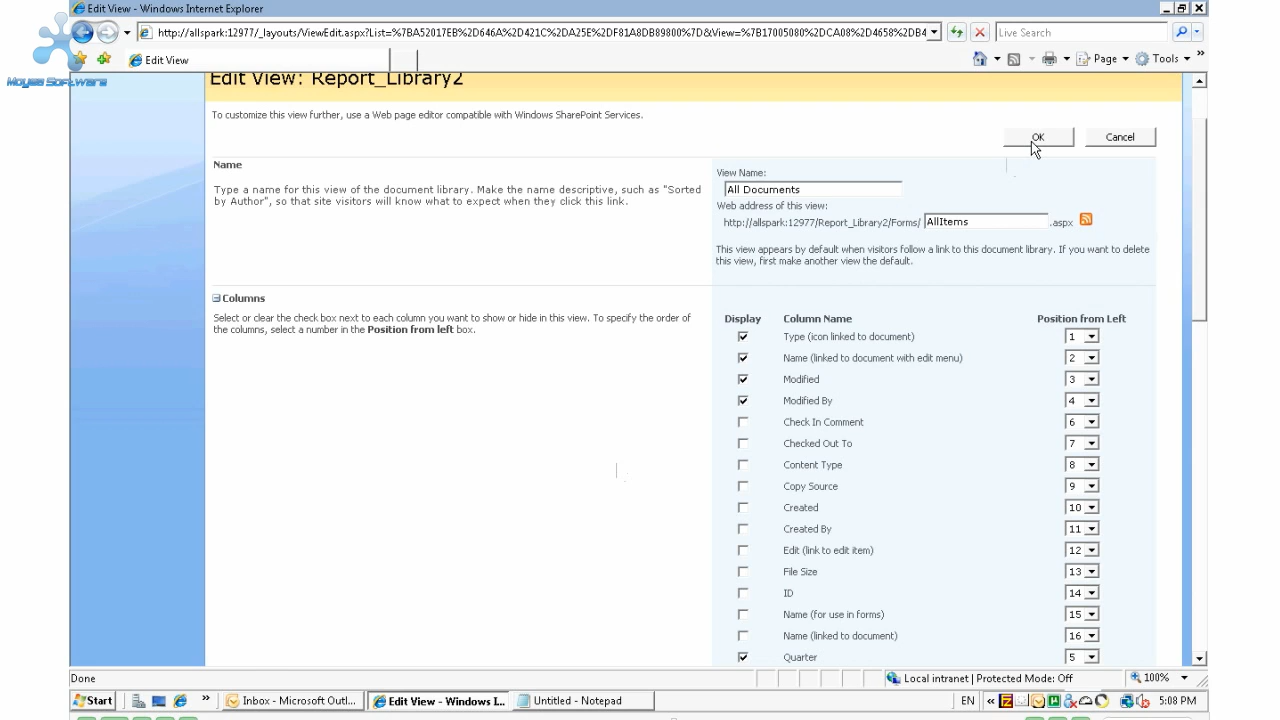 Edit View - Windows Internet Explorer
http://allspark:12977/_layouts/ViewEdit.aspx?List=%7BA52017EB%2D646A%2D421C%2DA25E%2DF81A8DB89800%7D&View=%7B17005080%2DCA08%2D4658%2DB4
Live Search
Edit View
Page
Tools
»
Moyea Software
Edit View: Report_Library2
To customize this view further, use a Web page editor compatible with Windows SharePoint Services.
OK
Cancel
Name
Type a name for this view of the document library. Make the name descriptive, such as "Sorted
by Author", so that site visitors will know what to expect when they click this link.
View Name:
All Documents
Web address of this view:
http://allspark:12977/Report_Library2/Forms/ AllItems .aspx
This view appears by default when visitors follow a link to this document library. If you want to delete
this view, first make another view the default.
Columns
Select or clear the check box next to each column you want to show or hide in this view. To specify the order of
the columns, select a number in the Position from left box.
Display Column Name Position from Left
Type (icon linked to document) 1
Name (linked to document with edit menu) 2
Modified 3
Modified By 4
Check In Comment 6
Checked Out To 7
Content Type 8
Copy Source 9
Created 10
Created By 11
Edit (link to edit item) 12
File Size 13
ID 14
Name (for use in forms) 15
Name (linked to document) 16
Quarter 5
Done
Local intranet | Protected Mode: Off
100%
Start
»
Inbox - Microsoft Outl...
Edit View - Windows I...
Untitled - Notepad
EN
«
5:08 PM